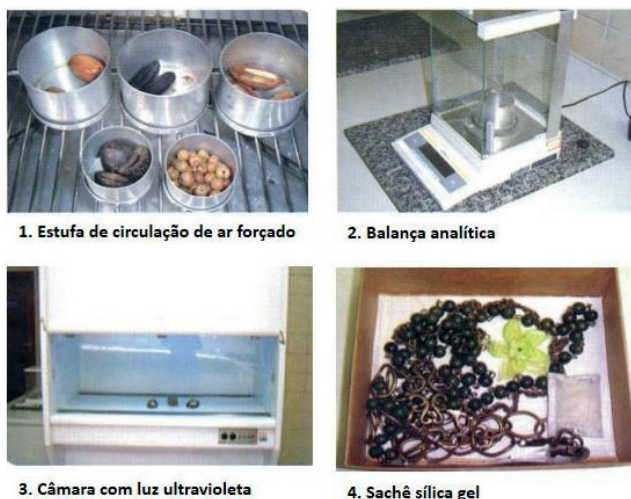 1. Estufa de circulação de ar forçado
2. Balança analítica
3. Câmara com luz ultravioleta
4. Sachê sílica gel